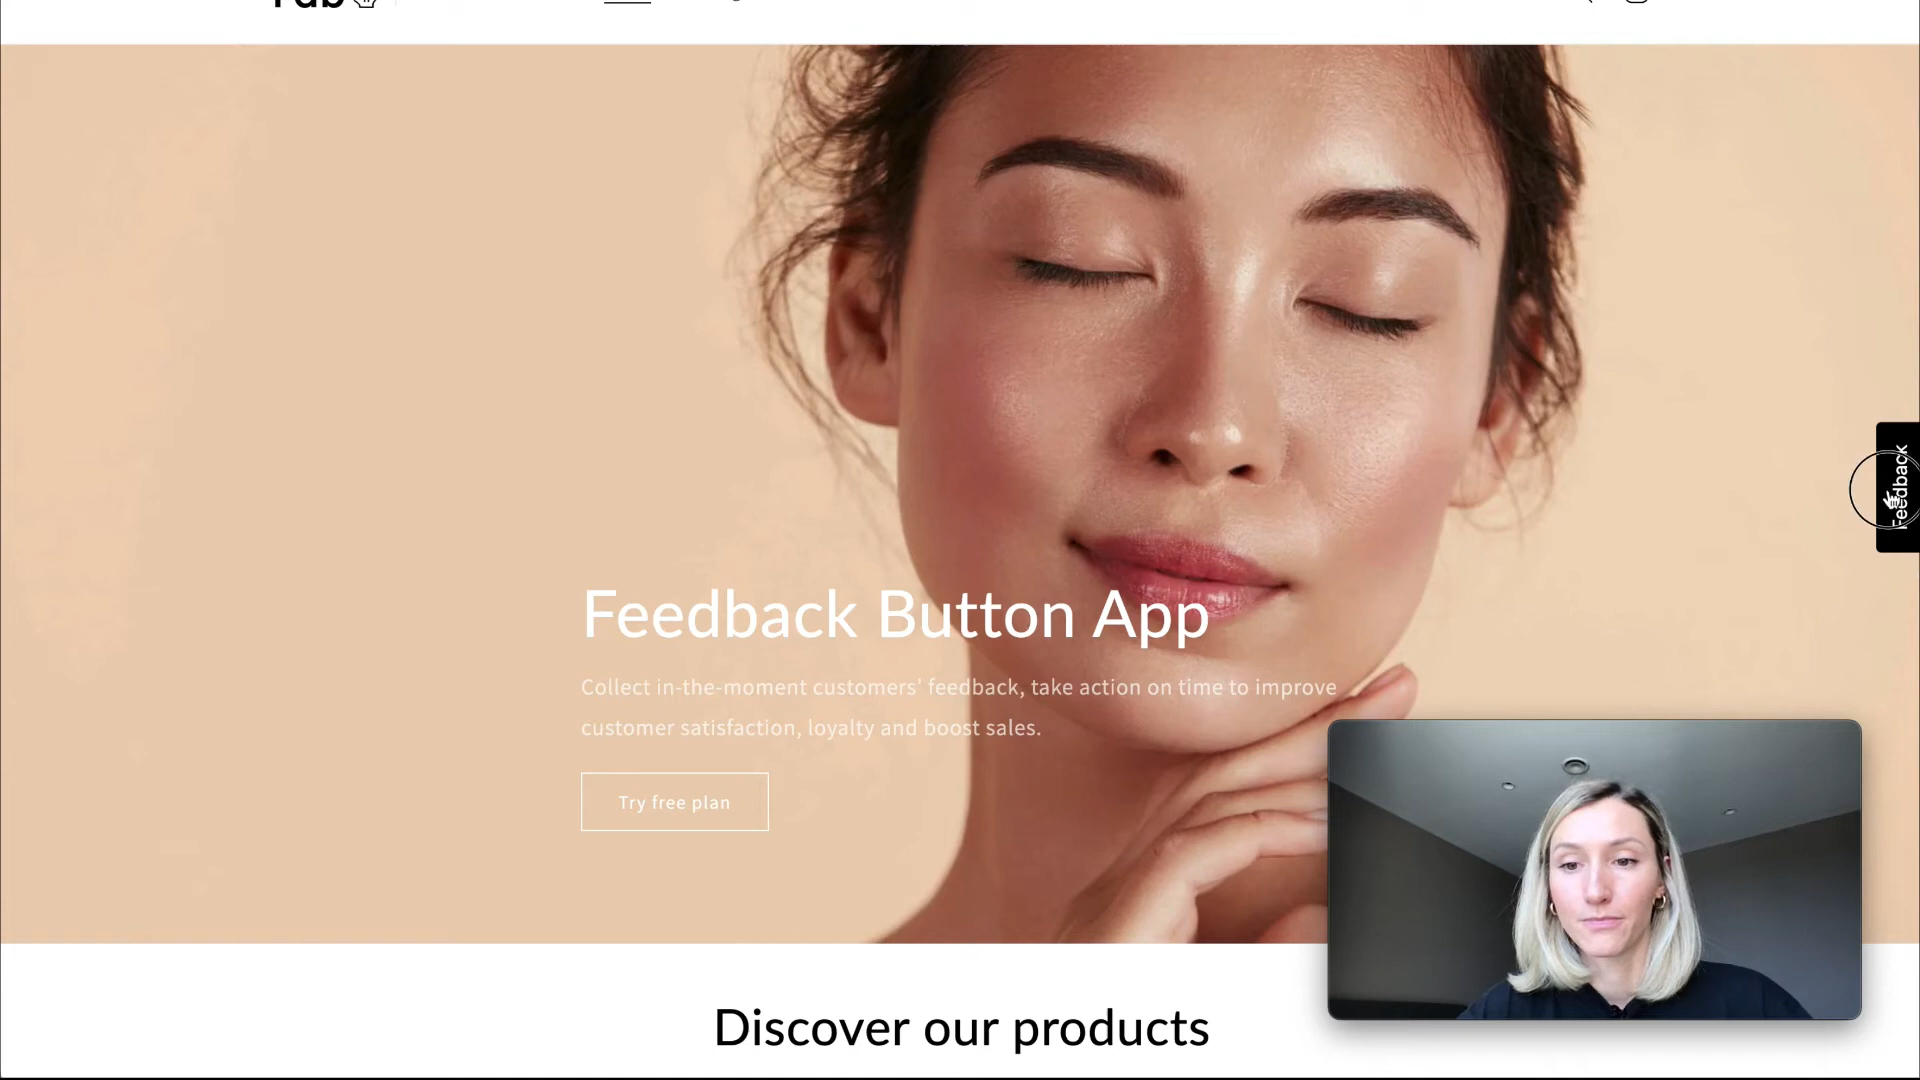 Feedback Button App
Collect in-the-moment customers' feedback, take action on time to improve
customer satisfaction, loyalty and boost sales.
Try free plan
Feedback
Discover our products